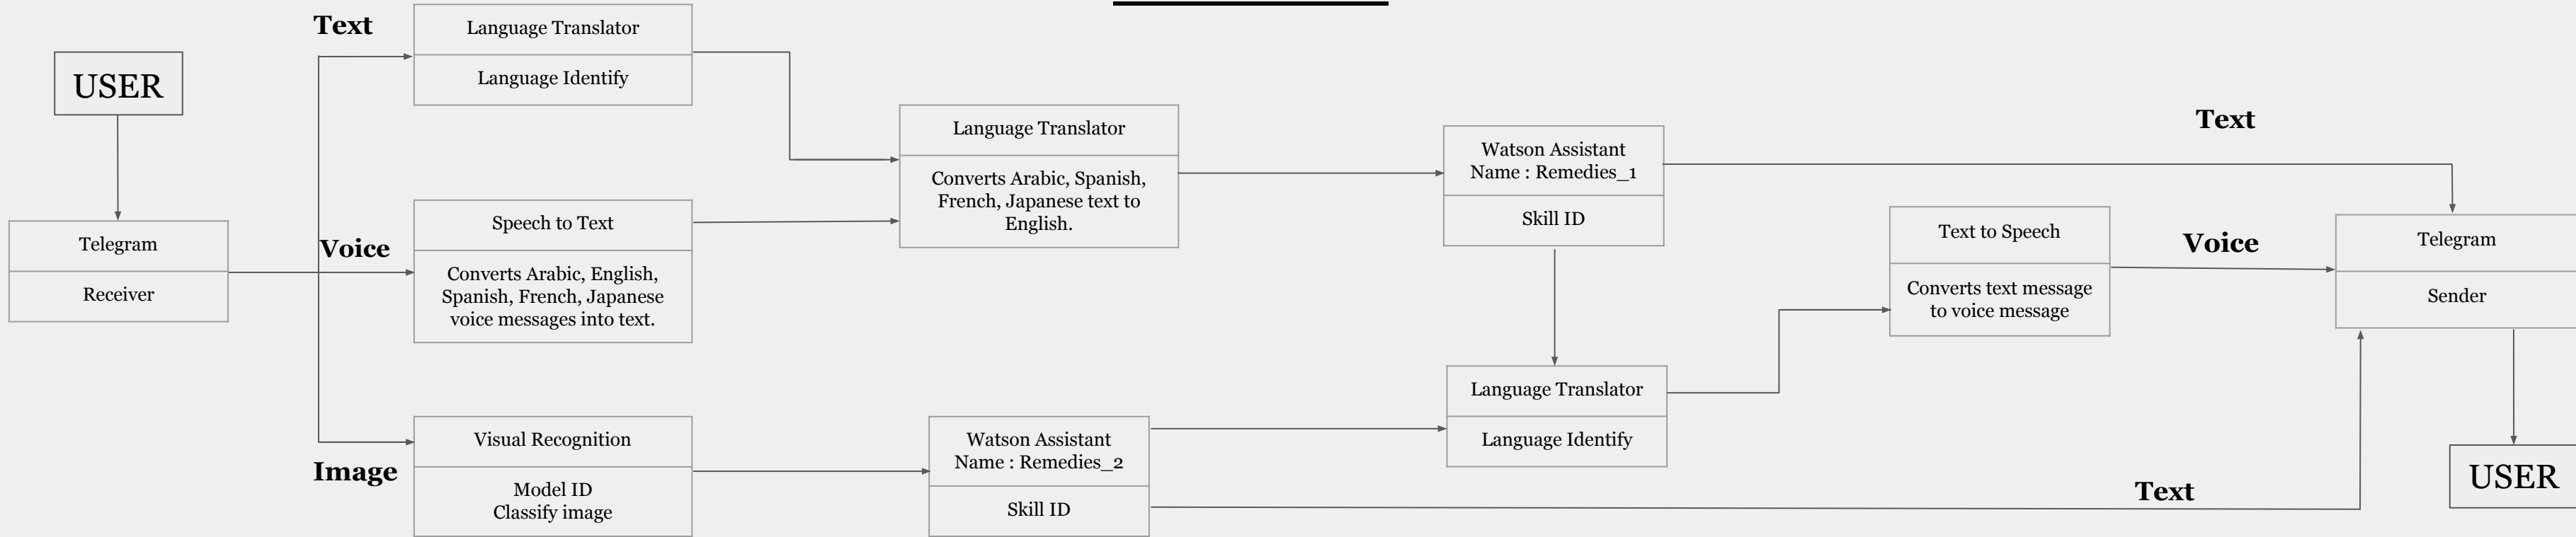 Text
Language Translator
Language Identify
USER
Telegram
Receiver
Voice
Speech to Text
Converts Arabic, English,
Spanish, French, Japanese
voice messages into text.
Image
Visual Recognition
Model ID
Classify image
Language Translator
Converts Arabic, Spanish,
French, Japanese text to
English.
Watson Assistant
Name : Remedies_2
Skill ID
Watson Assistant
Name : Remedies_1
Skill ID
Language Translator
Language Identify
Text to Speech
Converts text message
to voice message
Text
Voice
Text
Telegram
Sender
USER